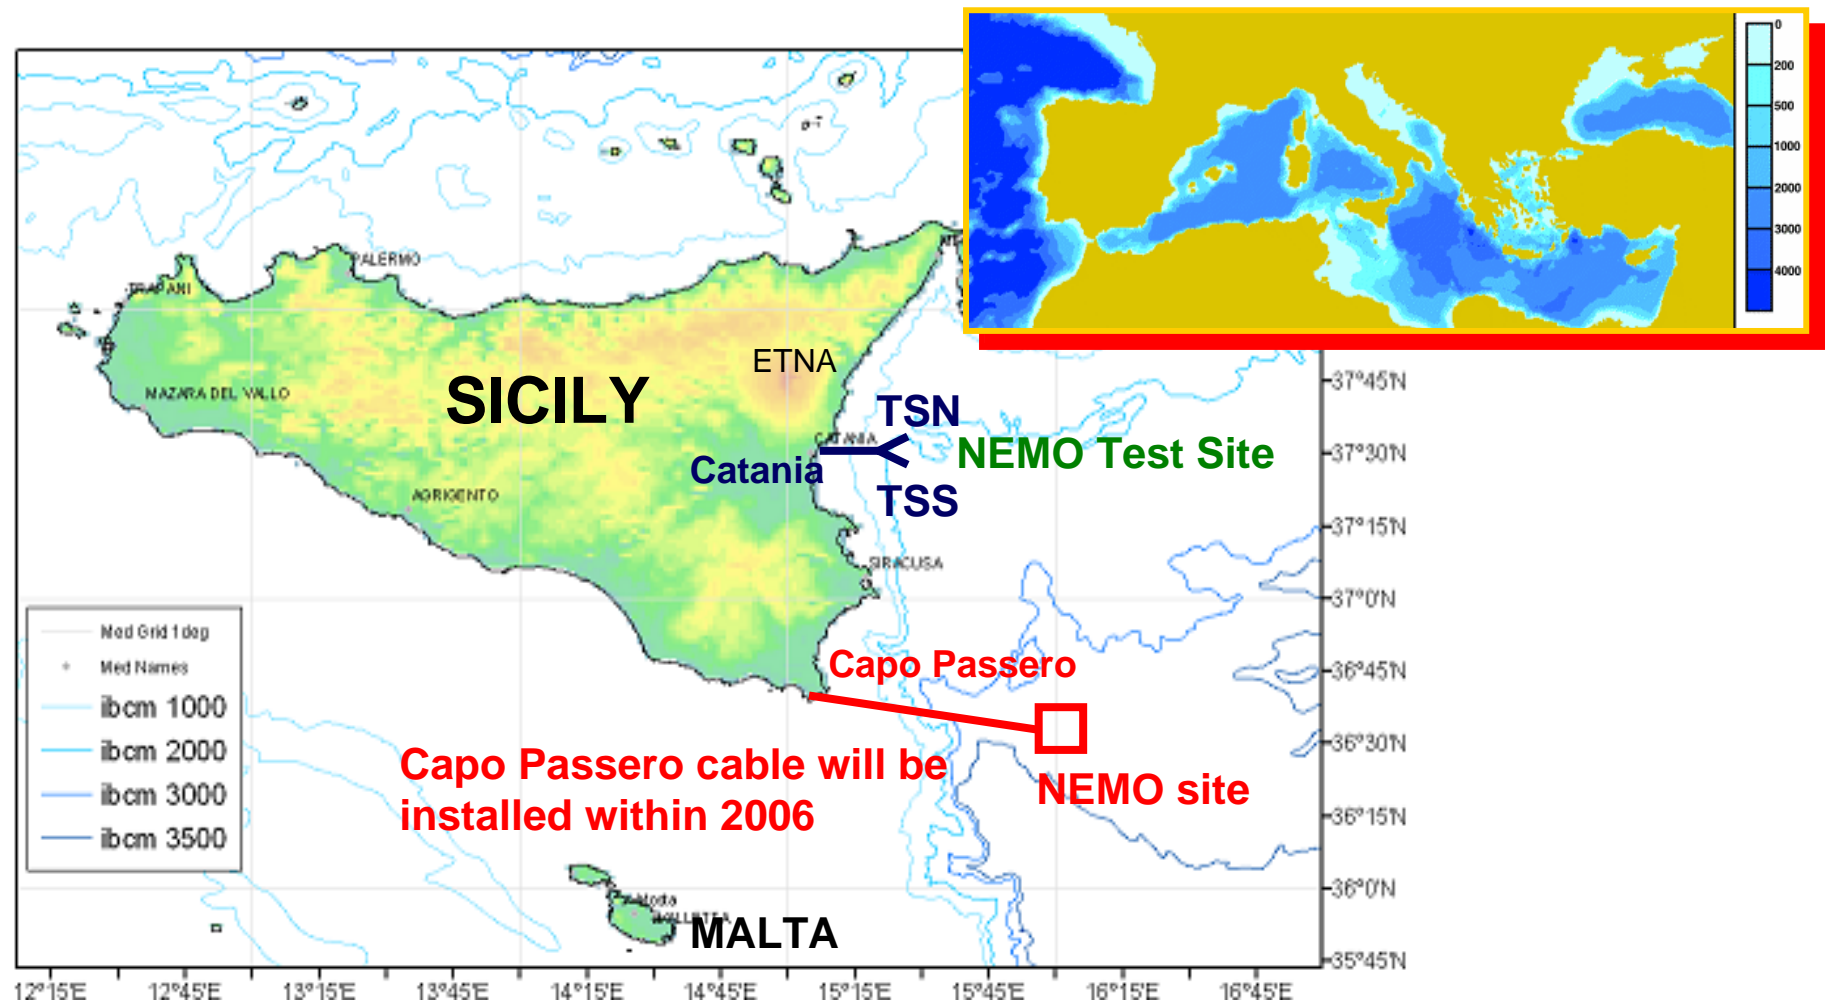 0
200
500
1000
2000
3000
4000
PALERMO
TRAPANI
ETNA
MAZARA DEL VALLO
SICILY
TSN
CATANIA
NEMO Test Site
Catania
TSS
AGRIGENTO
SIRACUSA
37°45'N
37°30'N
37°15'N
37°0'N
36°45'N
36°30'N
36°15'N
36°0'N
35°45'N
Med Grid 1deg
Med Names
ibcm 1000
ibcm 2000
ibcm 3000
ibcm 3500
Capo Passero
Capo Passero cable will be
installed within 2006
NEMO site
Mosta
VALLETTA
MALTA
12°15'E
12°45'E
13°15'E
13°45'E
14°15'E
14°45'E
15°15'E
15°45'E
16°15'E
16°45'E